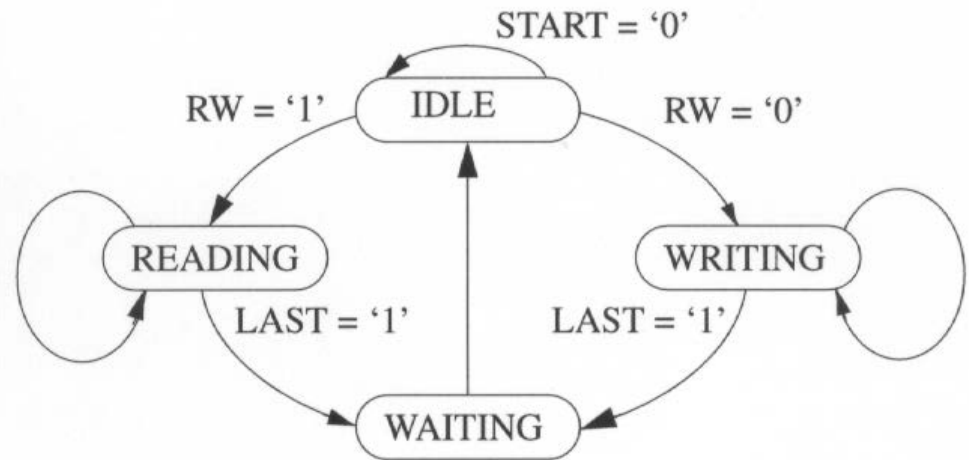 START = ‘0’
IDLE
RW = ‘1’
RW = ‘0’
READING
WRITING
LAST = ‘1’
LAST = ‘1’
WAITING